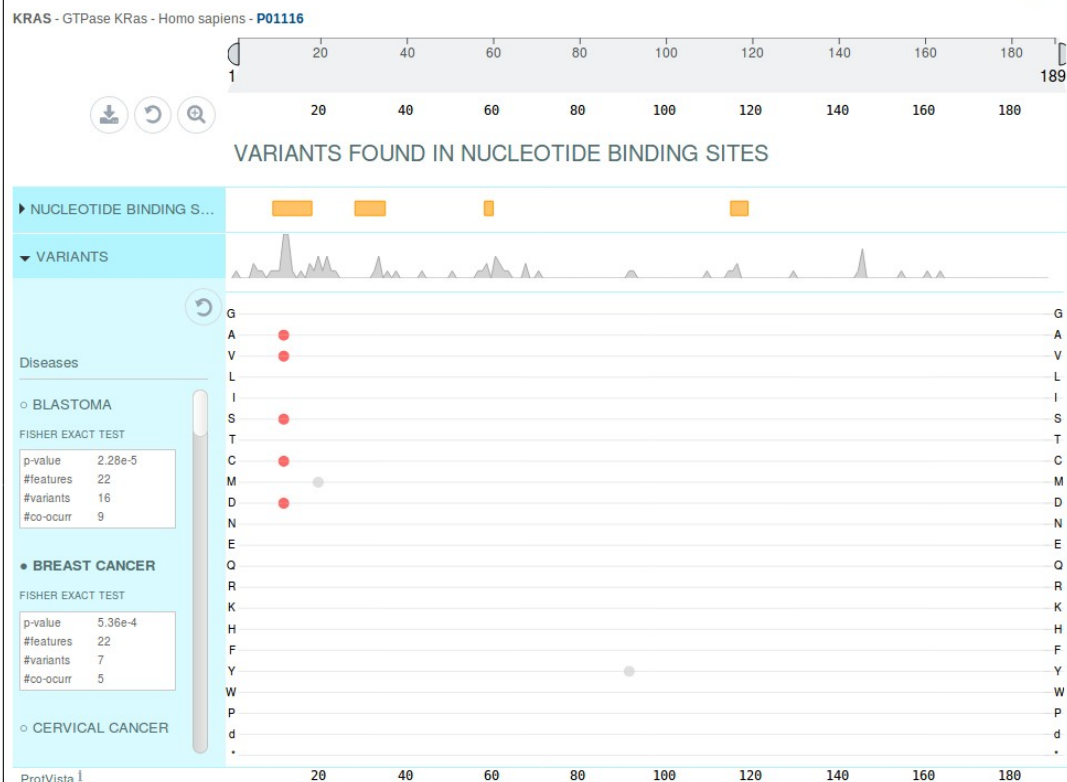 KRAS - GTPase KRas - Homo sapiens - P01116
20 40 60 80 100 120 140 160 180
1 189
20 40 60 80 100 120 140 160 180
VARIANTS FOUND IN NUCLEOTIDE BINDING SITES
NUCLEOTIDE BINDING S...
VARIANTS
G G
A A
V V
Diseases
L L
I I
BLASTOMA
S S
FISHER EXACT TEST
T T
p-value 2.28e-5
C C
#features 22
M M
#variants 16
D D
#co-ocurr 9
N N
E E
BREAST CANCER
Q Q
R R
FISHER EXACT TEST
K K
p-value 5.36e-4
H H
#features 22
F F
#variants 7
Y Y
#co-ocurr 5
W W
P P
CERVICAL CANCER
d d
* *
ProtVista i
20 40 60 80 100 120 140 160 180